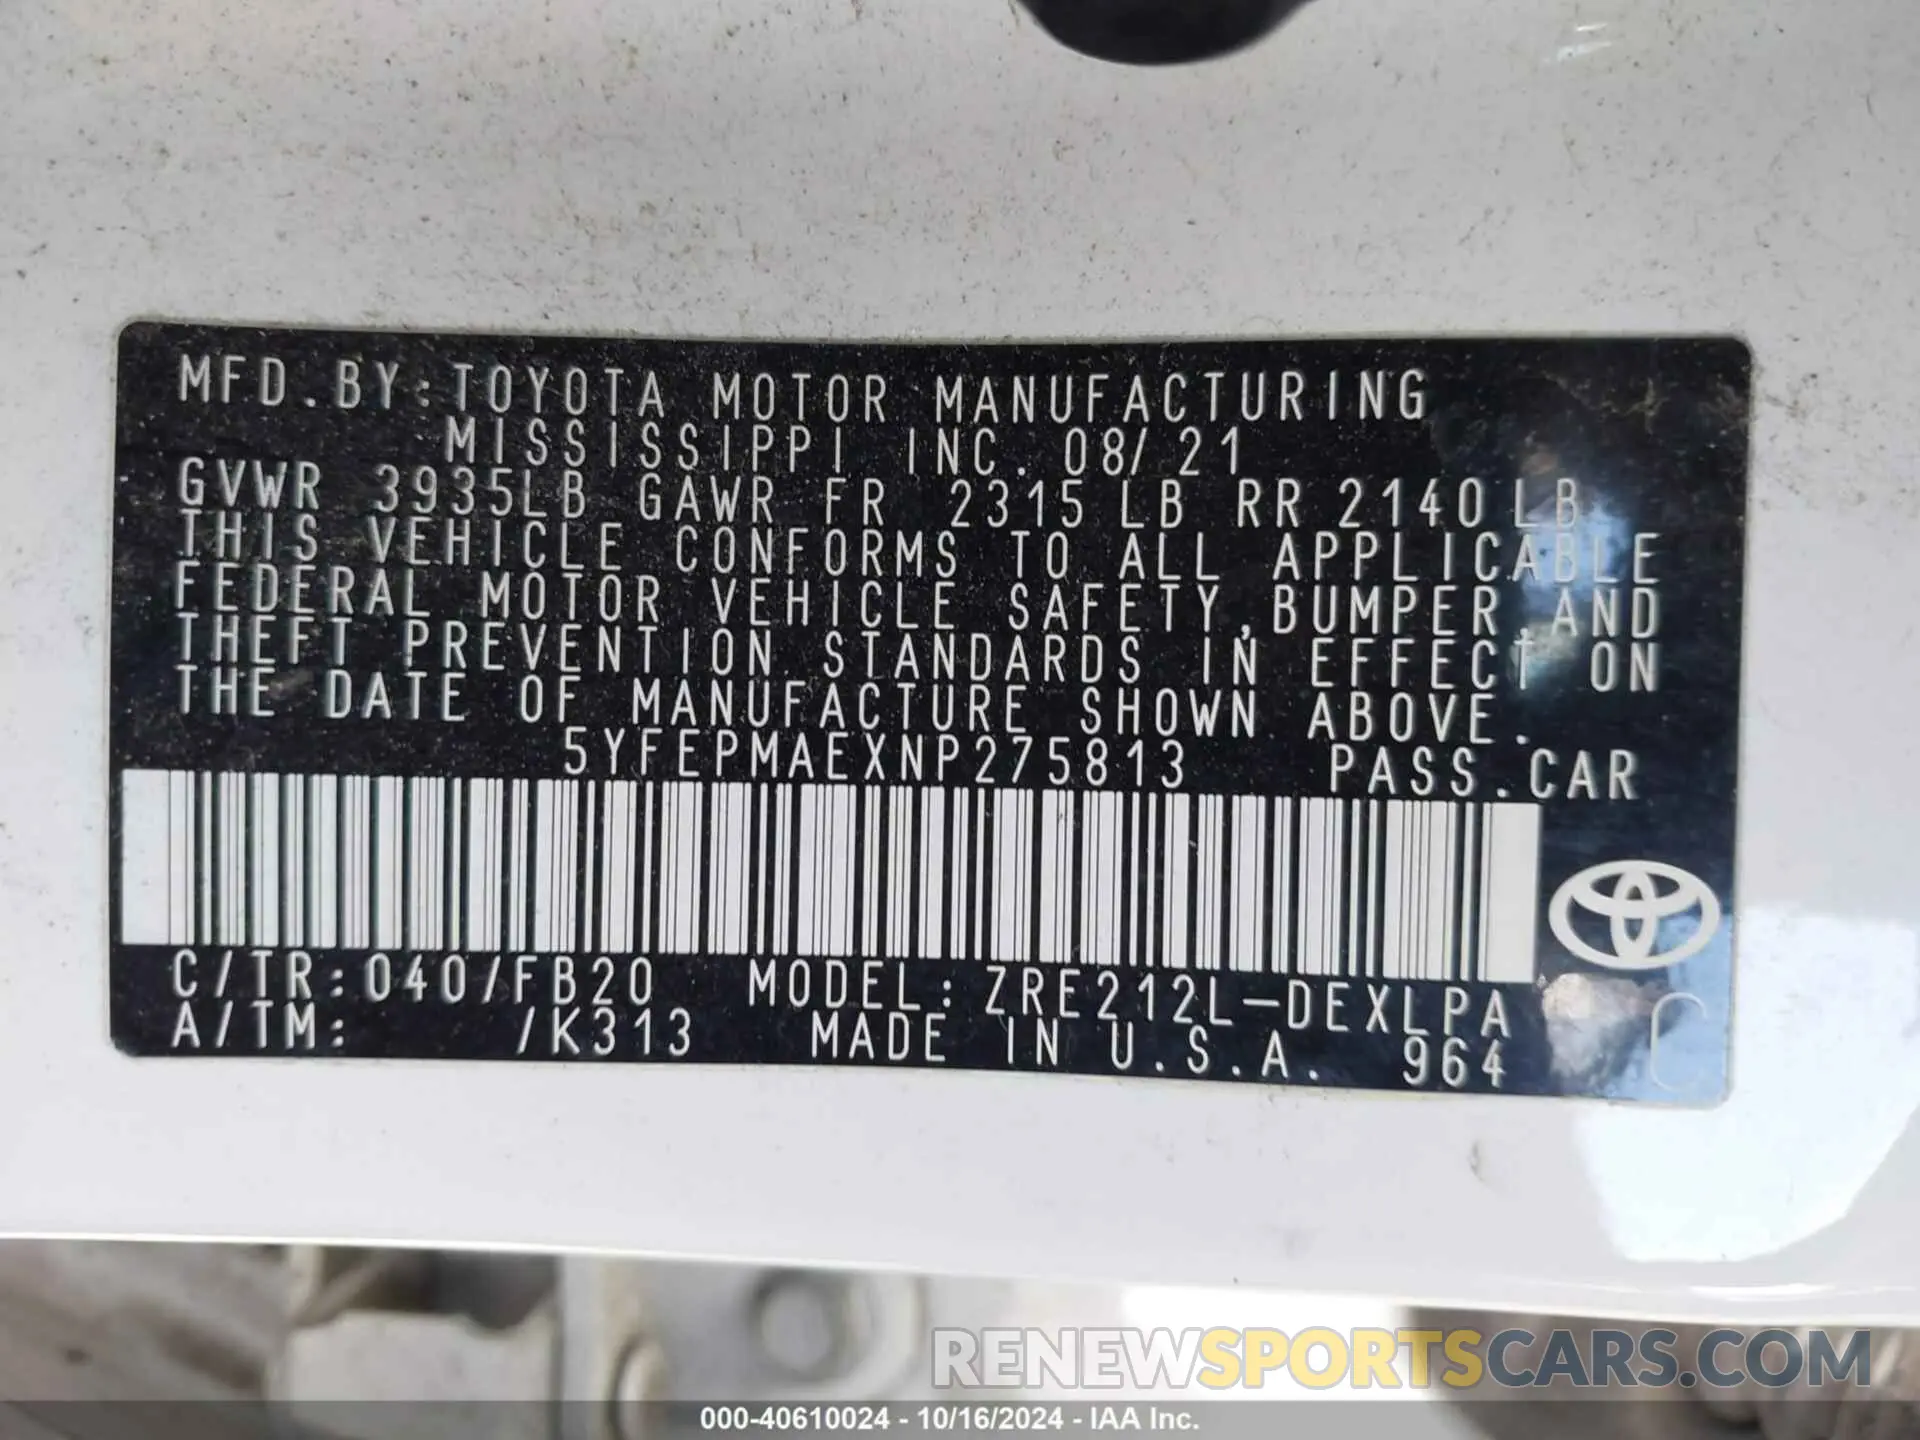 MFD.BY:TOYOTA MOTOR MANUFACTURING
MISSISSIPPI INC. 08/21
GVWR 3935LB GAWR FR 2315LB RR 2140LB
THIS VEHICLE CONFORMS TO ALL APPLICABLE
FEDERAL MOTOR VEHICLE SAFETY,BUMPER,AND
THEFT PREVENTION STANDARDS IN EFFECT ON
THE DATE OF MANUFACTURE SHOWN ABOVE.
5YFEPMAEXNP275813 PASS.CAR
C/TR:040/FB20 MODEL:ZRE212L-DEXLPA
A/TM: /K313 MADE IN U.S.A. 964
C
RENEWSPORTSCARS.COM
000-40610024 - 10/16/2024 - IAA Inc.